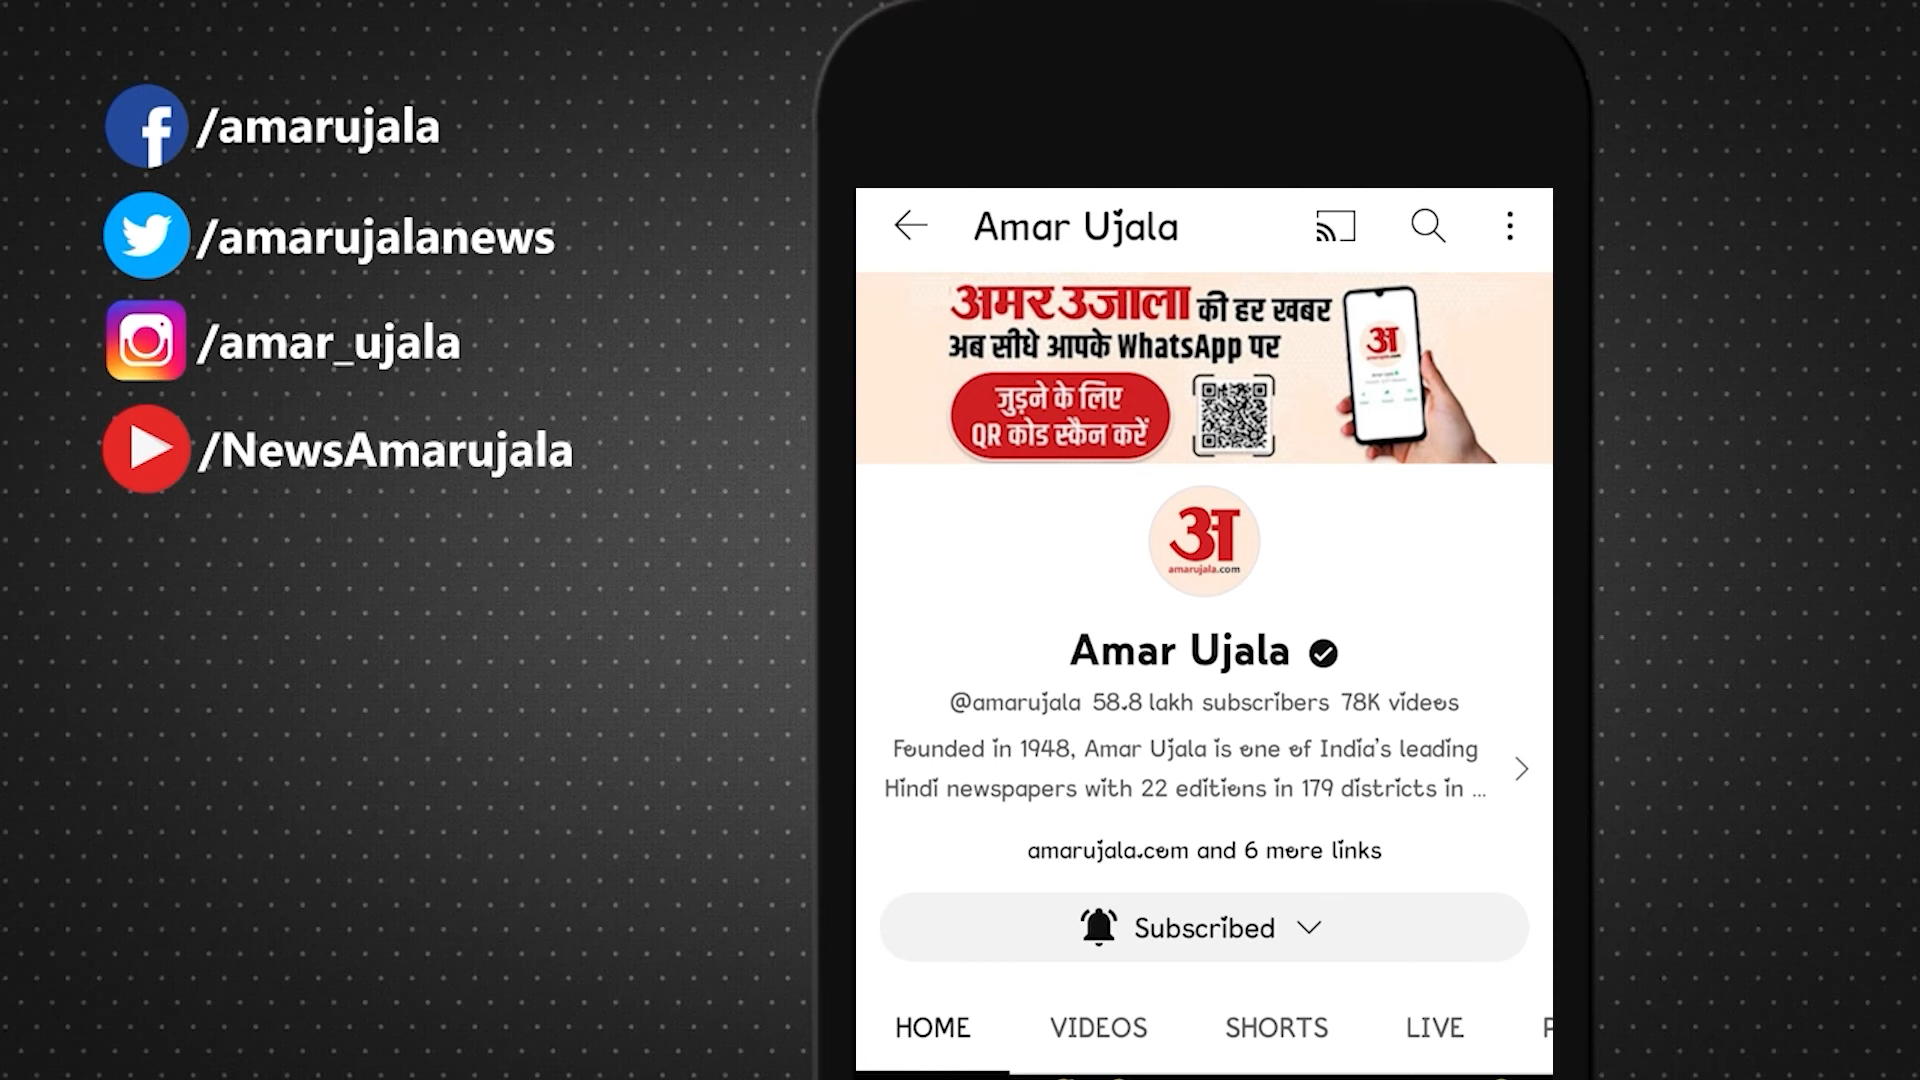 /amarujala
/amarujalanews
/amar_ujala
/NewsAmarujala
Amar Ujala
अमर उजाला की हर खबर
अब सीधे आपके WhatsApp पर
जुड़ने के लिए
QR कोड स्कैन करें
अ
अ
amarujala.com
Amar Ujala
@amarujala 58.8 lakh subscribers 78K videos
Founded in 1948, Amar Ujala is one of India's leading
Hindi newspapers with 22 editions in 179 districts in ...
amarujala.com and 6 more links
Subscribed
HOME VIDEOS SHORTS LIVE